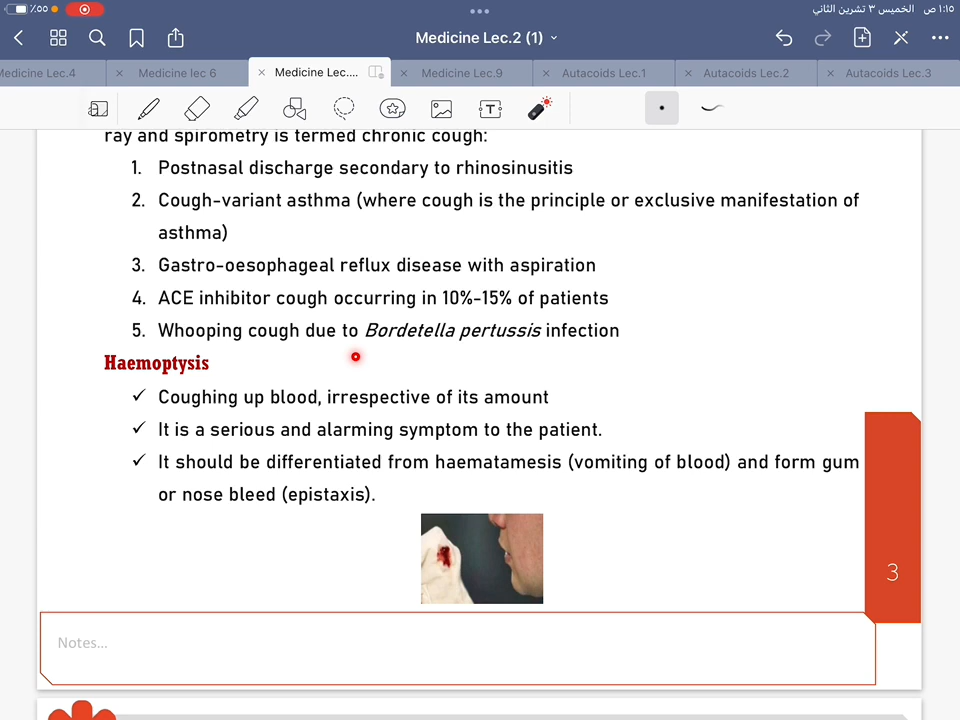 ٪٥٠ ١:١٥ ص الخميس ٣ تشرين الثاني
Medicine Lec.2 (1)
Medicine Lec.4 Medicine lec 6 Medicine Lec.... Medicine Lec.9 Autacoids Lec.1 Autacoids Lec.2 Autacoids Lec.3
T
ray and spirometry is termed chronic cough:
1. Postnasal discharge secondary to rhinosinusitis
2. Cough-variant asthma (where cough is the principle or exclusive manifestation of
asthma)
3. Gastro-oesophageal reflux disease with aspiration
4. ACE inhibitor cough occurring in 10%-15% of patients
5. Whooping cough due to Bordetella pertussis infection
Haemoptysis
✓ Coughing up blood, irrespective of its amount
✓ It is a serious and alarming symptom to the patient.
✓ It should be differentiated from haematamesis (vomiting of blood) and form gum
or nose bleed (epistaxis).
3
Notes...